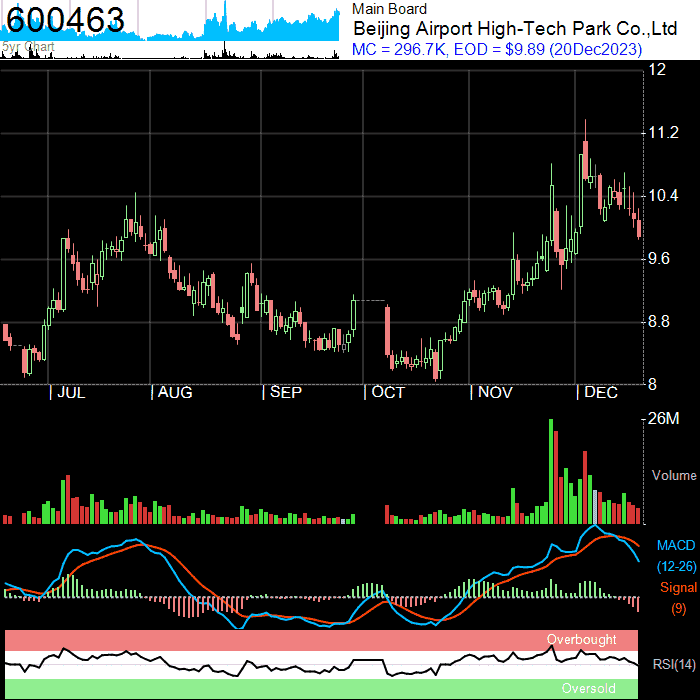 600463
5yr Chart
Main Board
Beijing Airport High-Tech Park Co.,Ltd
MC = 296.7K, EOD = $9.89 (20Dec2023)
12
11.2
10.4
9.6
8.8
8
JUL AUG SEP OCT NOV DEC
26M
Volume
MACD
(12-26)
Signal
(9)
Overbought
RSI(14)
Oversold